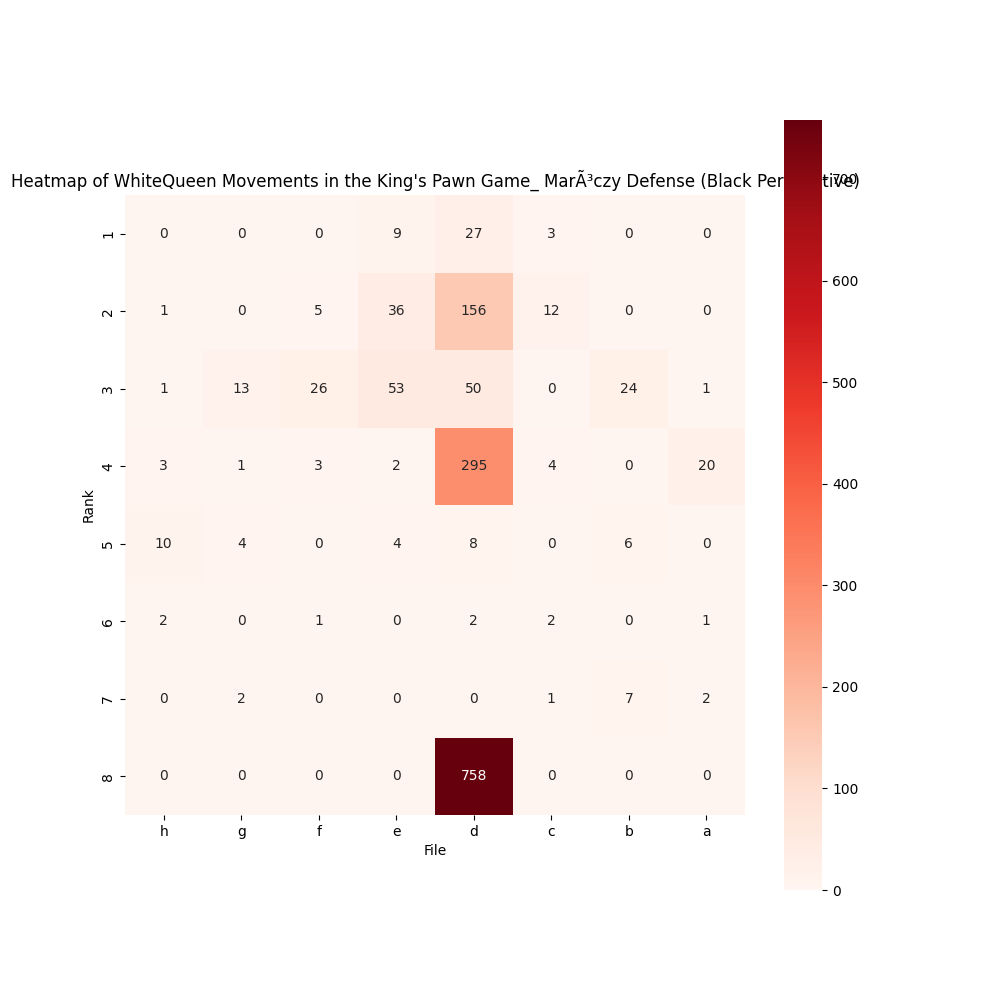 Heatmap of WhiteQueen Movements in the King's Pawn Game_ MarÃ³czy Defense (Black Perspective)
700
1 0 0 0 9 27 3 0 0
600
2 1 0 5 36 156 12 0 0
500
3 1 13 26 53 50 0 24 1
4 3 1 3 2 295 4 0 20
400
Rank
5 10 4 0 4 8 0 6 0
300
6 2 0 1 0 2 2 0 1
200
7 0 2 0 0 0 1 7 2
100
8 0 0 0 0 758 0 0 0
h g f e d c b a
File
0